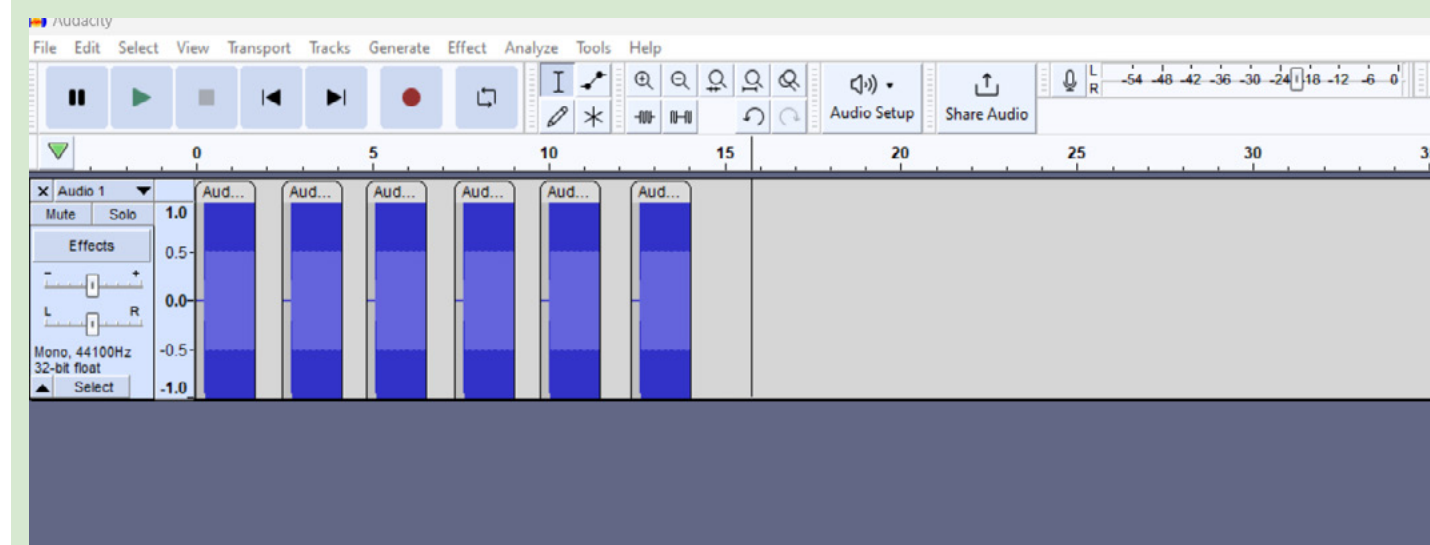 Audacity
File Edit Select View Transport Tracks Generate Effect Analyze Tools Help
Audio Setup
Share Audio
L
R
-54 -48 -42 -36 -30 -24 -18 -12 -6 0
0 5 10 15 20 25 30
Audio 1
Aud... Aud... Aud... Aud... Aud... Aud...
Mute Solo
1.0
Effects
0.5
- +
0.0
L R
Mono, 44100Hz
-0.5
32-bit float
Select
-1.0